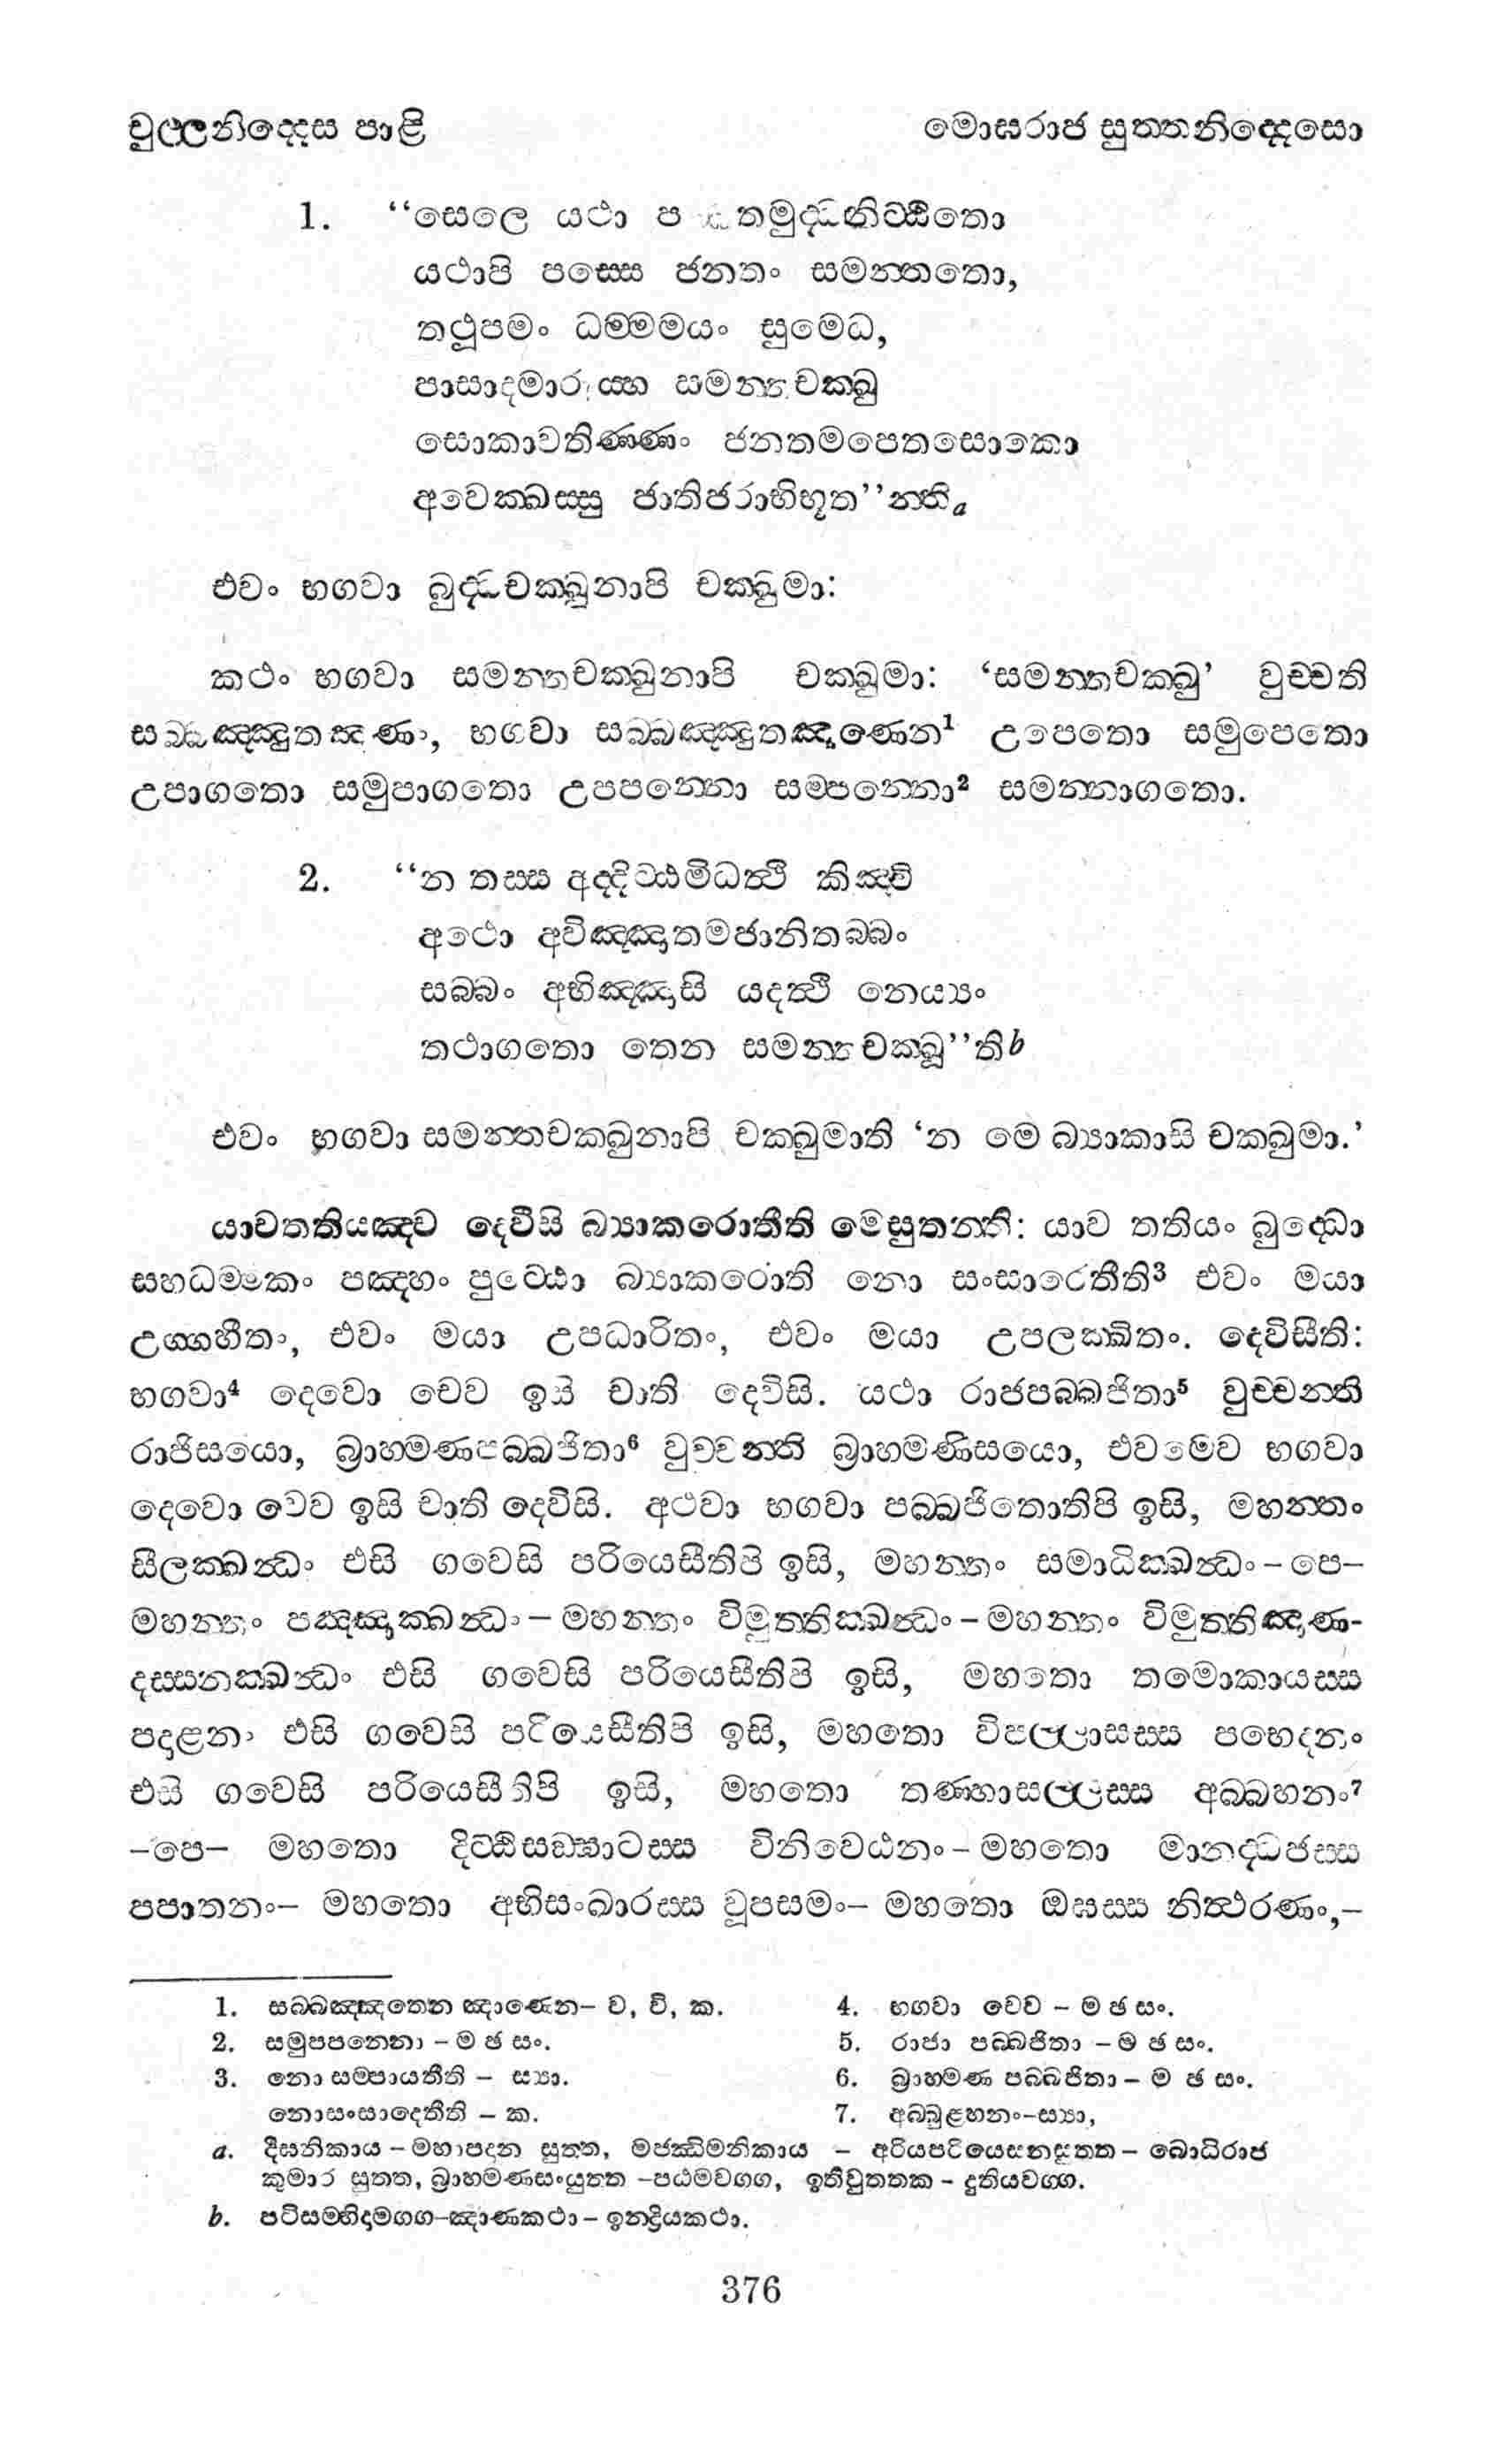 චුල්ලනිද්දෙස පාළි
මොඝරාජ සුත්තනිද්දෙසො
1. “සෙලෙ යථා තමුද්ධනිට්ඨිතො
යථාපි පස්සෙ ජනතං සමන්තතො,
තථූපමං ධම්මමයං සුමෙධ,
පාසාදමාරුය්හ සමන්තචක්ඛු
සොකාවතිණ්ණං ජනතමපෙතසොකො
අවෙක්ඛස්සු ජාතිජරාභිභූත”න්ති a
එවං භගවා බුද්ධචක්ඛුනාපි චක්ඛුමා:
කථං භගවා සමන්තචක්ඛුනාපි චක්ඛුමා: ‘සමන්තචක්ඛු’ වුච්චති
සබ්බඤ්ඤුතඤාණං, භගවා සබ්බඤ්ඤුතඤාණෙන1 උපෙතො සමුපෙතො
උපාගතො සමුපාගතො උපපන්නො සම්පන්නො2 සමන්නාගතො.
2. “න තස්ස අද්දිට්ඨමිධත්ථි කිඤ්චි
අථො අවිඤ්ඤාතමජානිතබ්බං
සබ්බං අභිඤ්ඤාසි යදත්ථි නෙය්‍යං
තථාගතො තෙන සමන්තචක්ඛූ”ති b
එවං භගවා සමන්තචක්ඛුනාපි චක්ඛුමාති ‘න මෙ බ්‍යාකාසි චක්ඛුමා.’
යාවතතියඤ්ච දෙවීසි බ්‍යාකරොතීති මෙසුතන්ති: යාව තතියං බුද්ධො
සහධම්මිකං පඤ්හං පුට්ඨො බ්‍යාකරොති නො සංසාරෙතීති3 එවං මයා
උග්ගහීතං, එවං මයා උපධාරිතං, එවං මයා උපලක්ඛිතං. දෙවිසීති:
භගවා4 දෙවො චෙව ඉසි චාති දෙවිසි. යථා රාජපබ්බජිතා5 වුච්චන්ති
රාජිසයො, බ්‍රාහ්මණපබ්බජිතා6 වුච්චන්ති බ්‍රාහ්මණිසයො, එවමෙව භගවා
දෙවො චෙව ඉසි චාති දෙවිසි. අථවා භගවා පබ්බජිතොතිපි ඉසි, මහන්තං
සීලක්ඛන්ධං එසි ගවෙසි පරියෙසීතිපි ඉසි, මහන්තං සමාධික්ඛන්ධං – පෙ–
මහන්තං පඤ්ඤාක්ඛන්ධං – මහන්තං විමුත්තික්ඛන්ධං – මහන්තං විමුත්තිඤාණ-
දස්සනක්ඛන්ධං එසි ගවෙසි පරියෙසීතිපි ඉසි, මහතො තමොකායස්ස
පදාළනං එසි ගවෙසි පරියෙසීතිපි ඉසි, මහතො විපල්ලාසස්ස පභෙදනං
එසි ගවෙසි පරියෙසීතිපි ඉසි, මහතො තණ්හාසල්ලස්ස අබ්බහනං7
–පෙ– මහතො දිට්ඨිසඞ්ඝාටස්ස විනිවෙඨනං – මහතො මානද්ධජස්ස
පපාතනං– මහතො අභිසංඛාරස්ස වූපසමං– මහතො ඔඝස්ස නිත්ථරණං,–
1. සබ්බඤ්ඤුතෙන ඤාණෙන– ව, වි, ක.
2. සමුපපන්නො – ම ඡ සං.
3. නො සම්පායතීති – ස්‍යා.
නොසංසාදෙතීති – ක.
4. භගවා චෙව – ම ඡ සං.
5. රාජා පබ්බජිතා – ම ඡ සං.
6. බ්‍රාහ්මණ පබ්බජිතා – ම ඡ සං.
7. අබ්බුළහනං–ස්‍යා,
a. දීඝනිකාය – මහාපදාන සුත්ත, මජ්ඣිමනිකාය – අරියපරියෙසනසුත්ත – බොධිරාජ
කුමාර සුත්ත, බ්‍රාහ්මණසංයුත්ත –පඨමවග්ග, ඉතිවුත්තක – දුතියවග්ග.
b. පටිසම්භිදාමග්ග–ඤාණකථා – ඉන්ද්‍රියකථා.
376